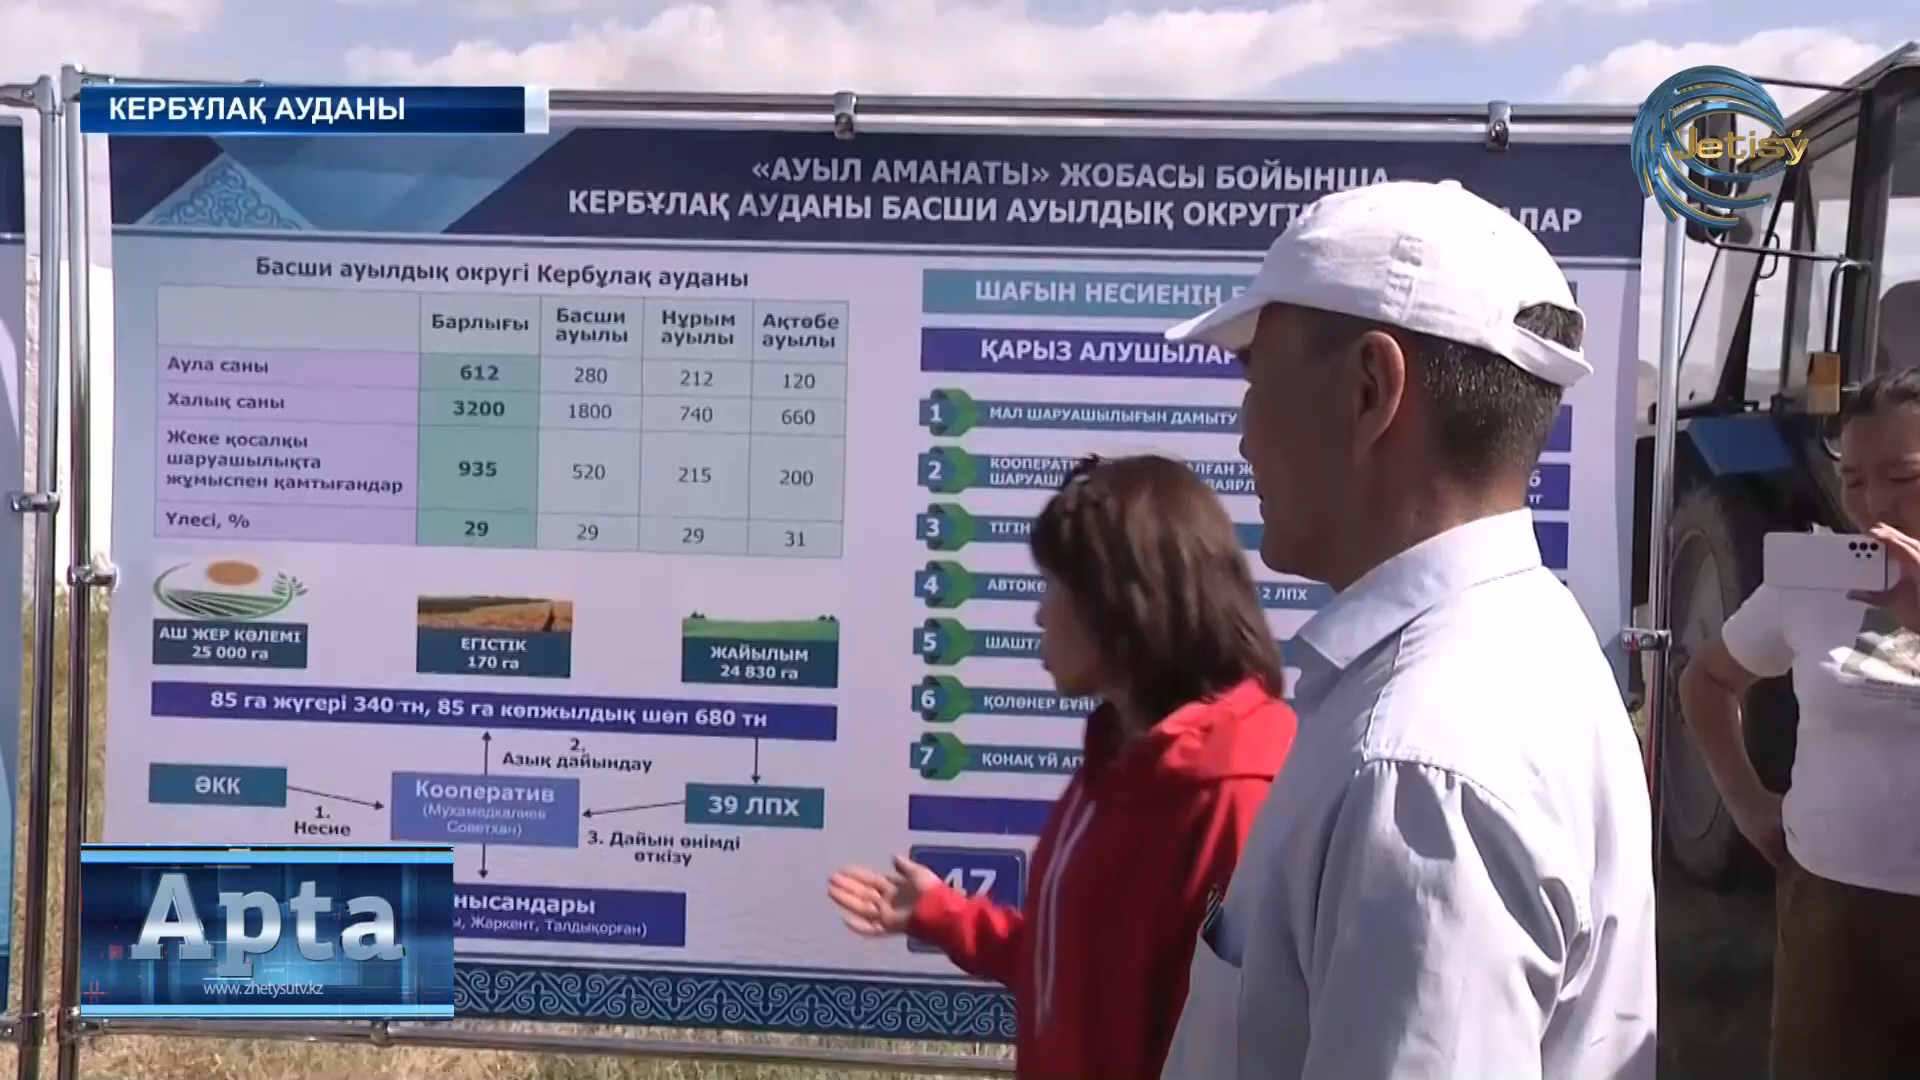 КЕРБҰЛАҚ АУДАНЫ
Jetisý
«АУЫЛ АМАНАТЫ» ЖОБАСЫ БОЙЫНША
КЕРБҰЛАҚ АУДАНЫ БАСШИ АУЫЛДЫҚ
Басши ауылдық округі Кербұлақ ауданы
Барлығы Басши ауылы Нұрым ауылы Ақтөбе ауылы
Аула саны 612 280 212 120
Халық саны 3200 1800 740 660
Жеке қосалқы
шаруашылықта
жұмыспен қамтығандар 935 520 215 200
Үлесі, % 29 29 29 31
АШ ЖЕР КӨЛЕМІ
25 000 га
ЕГІСТІК
170 га
ЖАЙЫЛЫМ
24 830 га
85 га жүгері 340 тн, 85 га көпжылдық шөп 680 тн
2.
Азық дайындау
ӘКК
1.
Несие
Кооператив
(Мухамедкалиев
Советхан)
39 ЛПХ
3. Дайын өнімді
өткізу
Жаркент, Талдықорған)
ШАҒЫН НЕСИЕНІҢ
ҚАРЫЗ АЛУШЫЛАР
1 МАЛ ШАРУАШЫЛЫҒЫН ДАМЫТУ
2
3
4 2 ЛПХ
5
6 ҚОЛӨНЕР
7 ҚОНАҚ ҮЙ
47
Арта
www.zhetysutv.kz